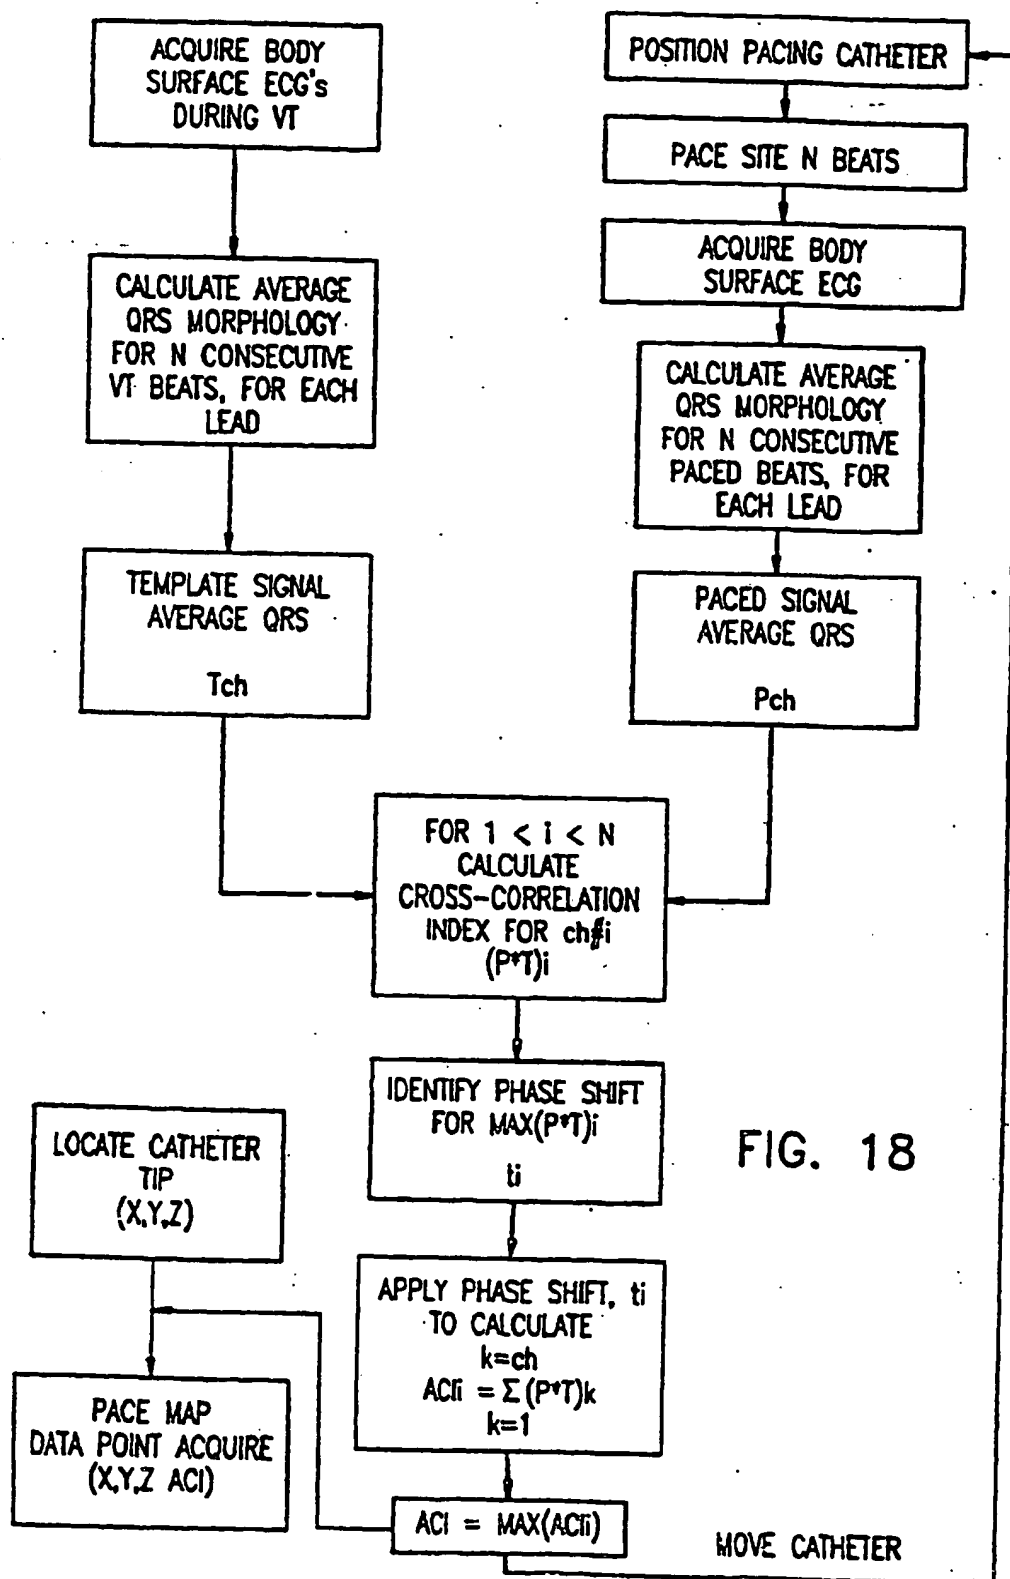 ACQUIRE BODY
SURFACE ECG's
DURING VT
CALCULATE AVERAGE
QRS MORPHOLOGY
FOR N CONSECUTIVE
VT BEATS, FOR EACH
LEAD
TEMPLATE SIGNAL
AVERAGE QRS
Tch
POSITION PACING CATHETER
PACE SITE N BEATS
ACQUIRE BODY
SURFACE ECG
CALCULATE AVERAGE
QRS MORPHOLOGY
FOR N CONSECUTIVE
PACED BEATS, FOR
EACH LEAD
PACED SIGNAL
AVERAGE QRS
Pch
FOR 1 < i < N
CALCULATE
CROSS-CORRELATION
INDEX FOR ch#i
(P*T)i
IDENTIFY PHASE SHIFT
FOR MAX(P*T)i
ti
APPLY PHASE SHIFT, ti
TO CALCULATE
k=ch
ACIi = Σ(P*T)k
k=1
ACI = MAX(ACIi)
LOCATE CATHETER
TIP
(X,Y,Z)
PACE MAP
DATA POINT ACQUIRE
(X,Y,Z ACI)
MOVE CATHETER
FIG. 18